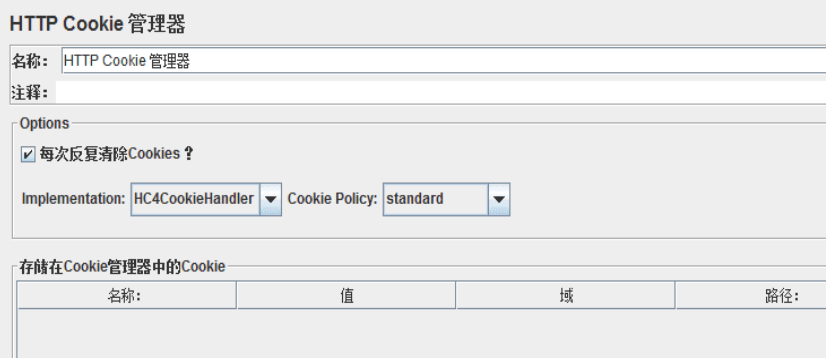 HTTP Cookie 管理器
名称： HTTP Cookie 管理器
注释：
Options
每次反复清除Cookies？
Implementation: HC4CookieHandler Cookie Policy: standard
存储在Cookie管理器中的Cookie
名称： 值 域 路径：